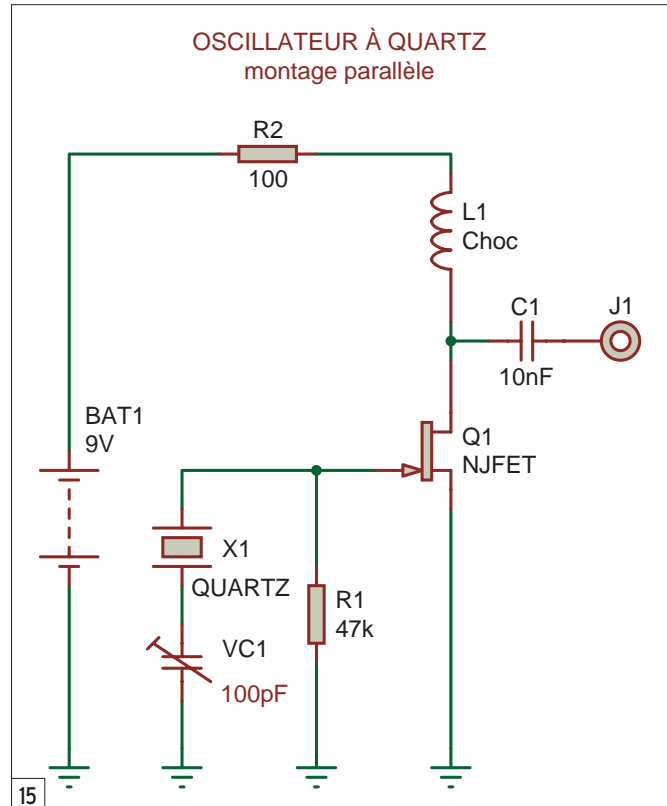 OSCILLATEUR À QUARTZ
montage parallèle
R2
100
L1
Choc
C1
J1
10nF
BAT1
9V
Q1
NJFET
X1
QUARTZ
R1
47k
VC1
100pF
15